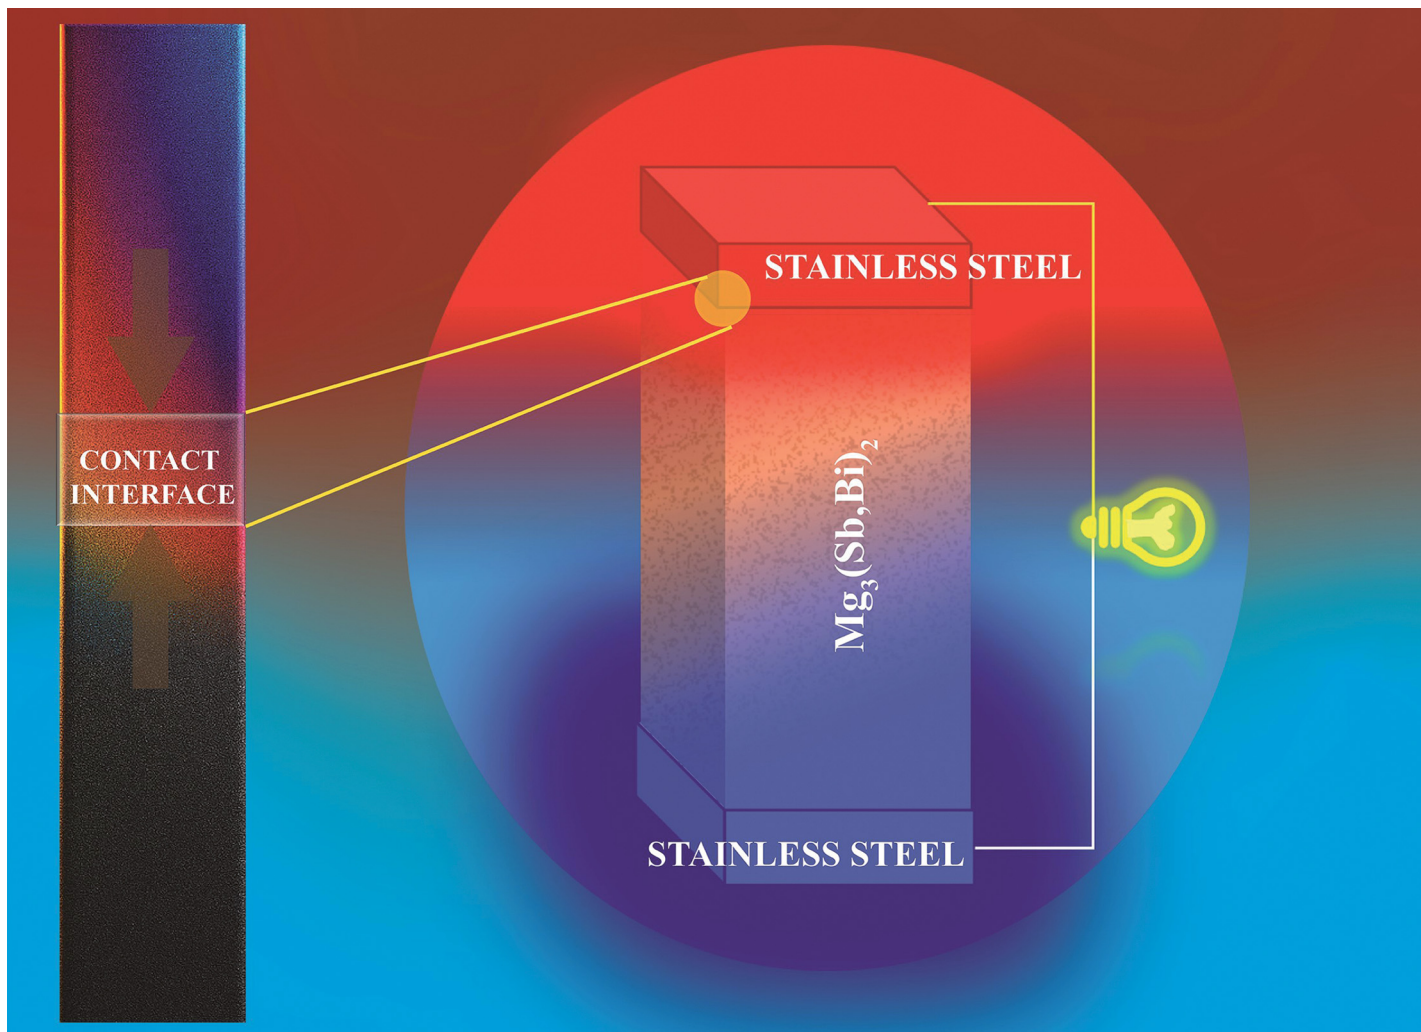 STAINLESS STEEL
CONTACT
INTERFACE
Mg₃(Sb,Bi)₂
STAINLESS STEEL